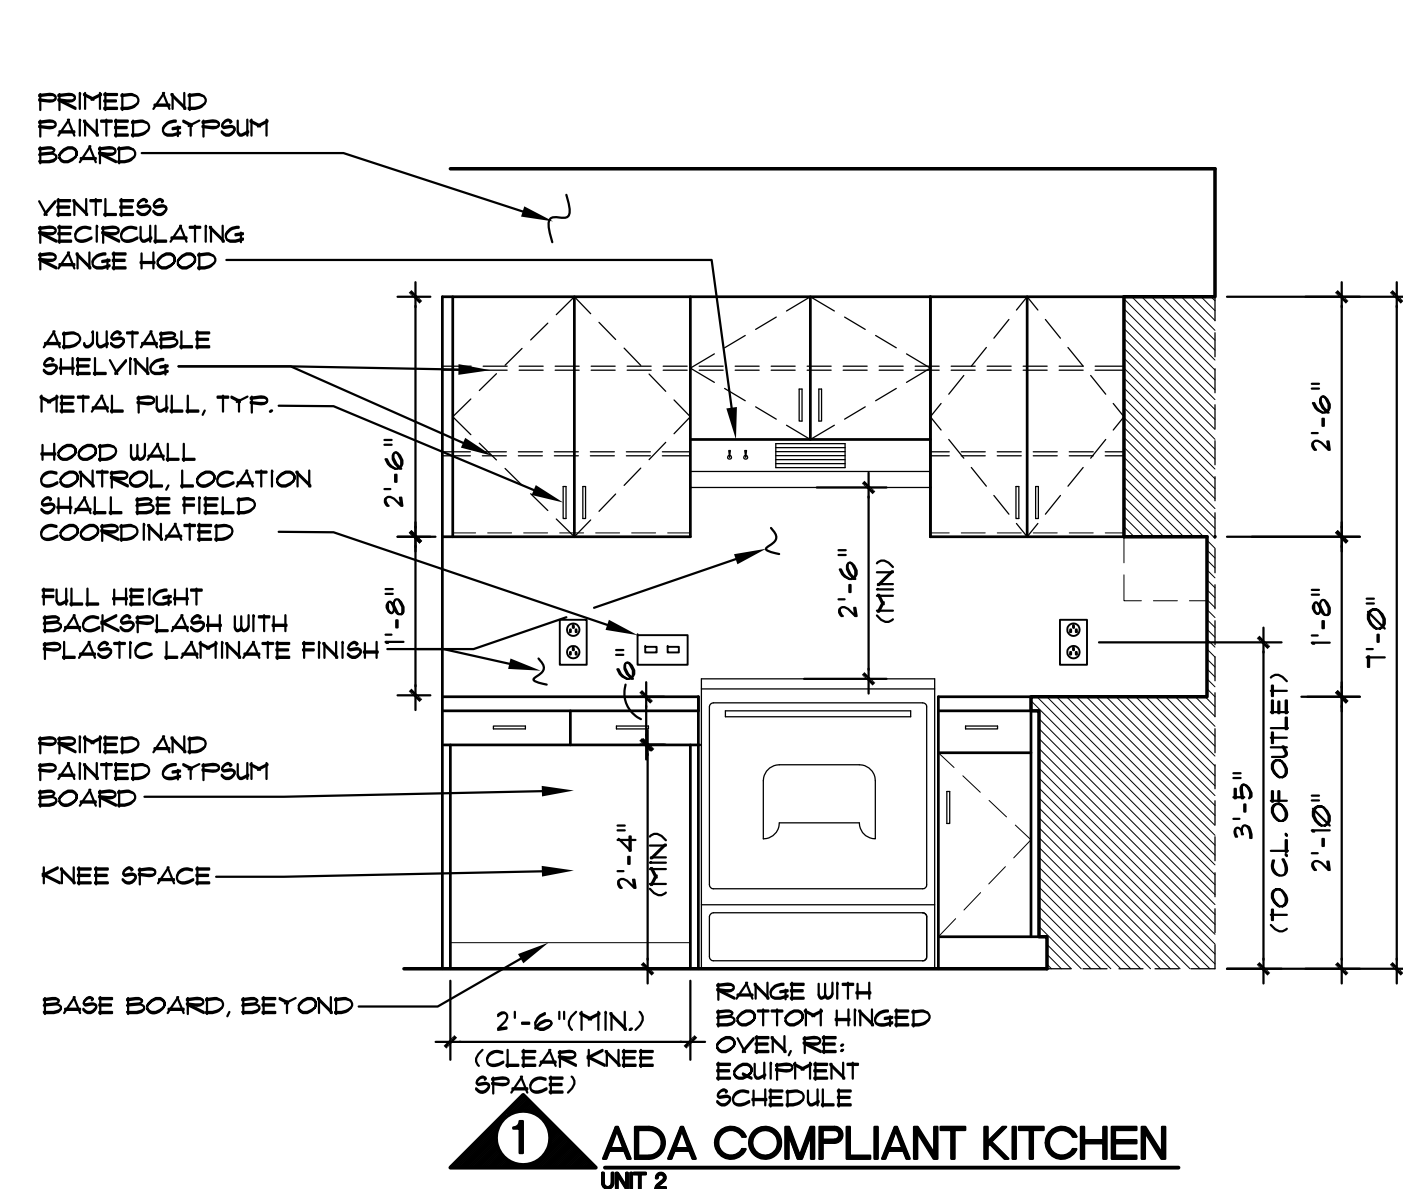 PRIMED AND
PAINTED GYPSUM
BOARD
VENTLESS
RECIRCULATING
RANGE HOOD
ADJUSTABLE
SHELVING
METAL PULL, TYP.
HOOD WALL
CONTROL, LOCATION
SHALL BE FIELD
COORDINATED
FULL HEIGHT
BACKSPLASH WITH
PLASTIC LAMINATE FINISH
PRIMED AND
PAINTED GYPSUM
BOARD
KNEE SPACE
BASE BOARD, BEYOND
2'-6"
1'-8"
6"
2'-4"
(MIN)
2'-6"
(MIN)
2'-6"
1'-8"
2'-10"
7'-0"
3'-5"
(TO C.L. OF OUTLET)
2'-6"(MIN.)
(CLEAR KNEE
SPACE)
RANGE WITH
BOTTOM HINGED
OVEN, RE:
EQUIPMENT
SCHEDULE
1
ADA COMPLIANT KITCHEN
UNIT 2